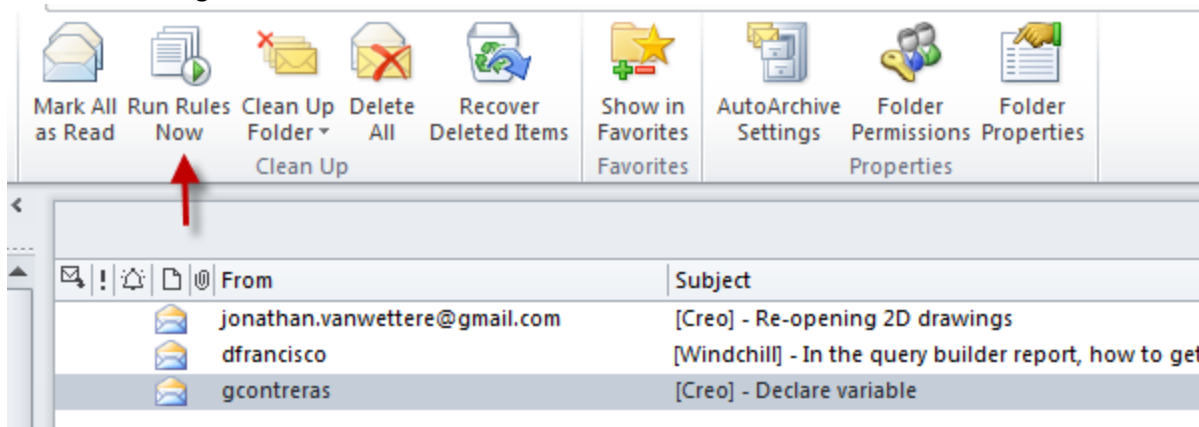 Mark All Run Rules Clean Up Delete Recover Show in AutoArchive Folder Folder
as Read Now Folder All Deleted Items Favorites Settings Permissions Properties
Clean Up Favorites Properties
! From Subject
jonathan.vanwettere@gmail.com [Creo] - Re-opening 2D drawings
dfrancisco [Windchill] - In the query builder report, how to get
gcontreras [Creo] - Declare variable